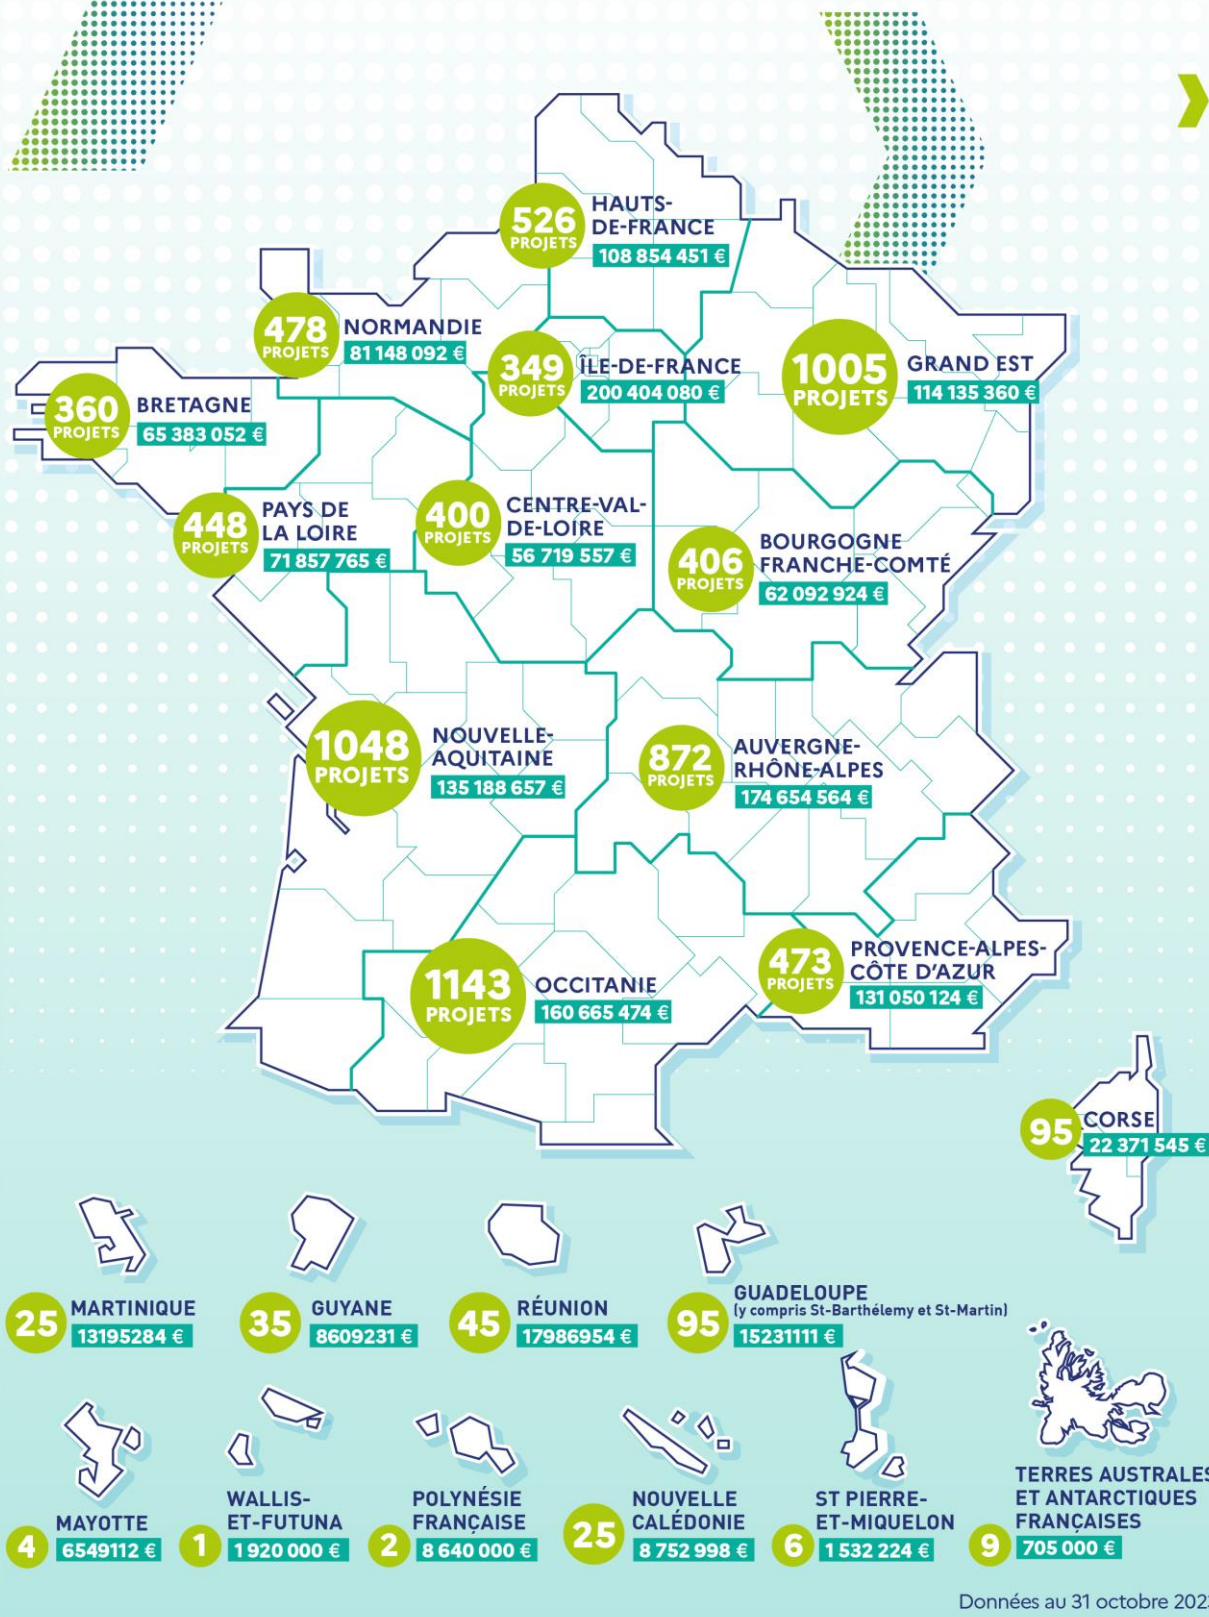 526
PROJETS
HAUTS-
DE-FRANCE
108 854 451 €
478
PROJETS
NORMANDIE
81 148 092 €
349
PROJETS
ÎLE-DE-FRANCE
200 404 080 €
1005
PROJETS
GRAND EST
114 135 360 €
360
PROJETS
BRETAGNE
65 383 052 €
448
PROJETS
PAYS DE
LA LOIRE
71 857 765 €
400
PROJETS
CENTRE-VAL-
DE-LOIRE
56 719 557 €
406
PROJETS
BOURGOGNE
FRANCHE-COMTÉ
62 092 924 €
1048
PROJETS
NOUVELLE-
AQUITAINE
135 188 657 €
872
PROJETS
AUVERGNE-
RHÔNE-ALPES
174 654 564 €
1143
PROJETS
OCCITANIE
160 665 474 €
473
PROJETS
PROVENCE-ALPES-
CÔTE D'AZUR
131 050 124 €
95
CORSE
22 371 545 €
25
MARTINIQUE
13195284 €
35
GUYANE
8609231 €
45
RÉUNION
17986954 €
95
GUADELOUPE
(y compris St-Barthélemy et St-Martin)
15231111 €
4
MAYOTTE
6549112 €
1
WALLIS-
ET-FUTUNA
1 920 000 €
2
POLYNÉSIE
FRANÇAISE
8 640 000 €
25
NOUVELLE
CALÉDONIE
8 752 998 €
6
ST PIERRE-
ET-MIQUELON
1 532 224 €
9
TERRES AUSTRALES
ET ANTARCTIQUES
FRANÇAISES
705 000 €
Données au 31 octobre 2023